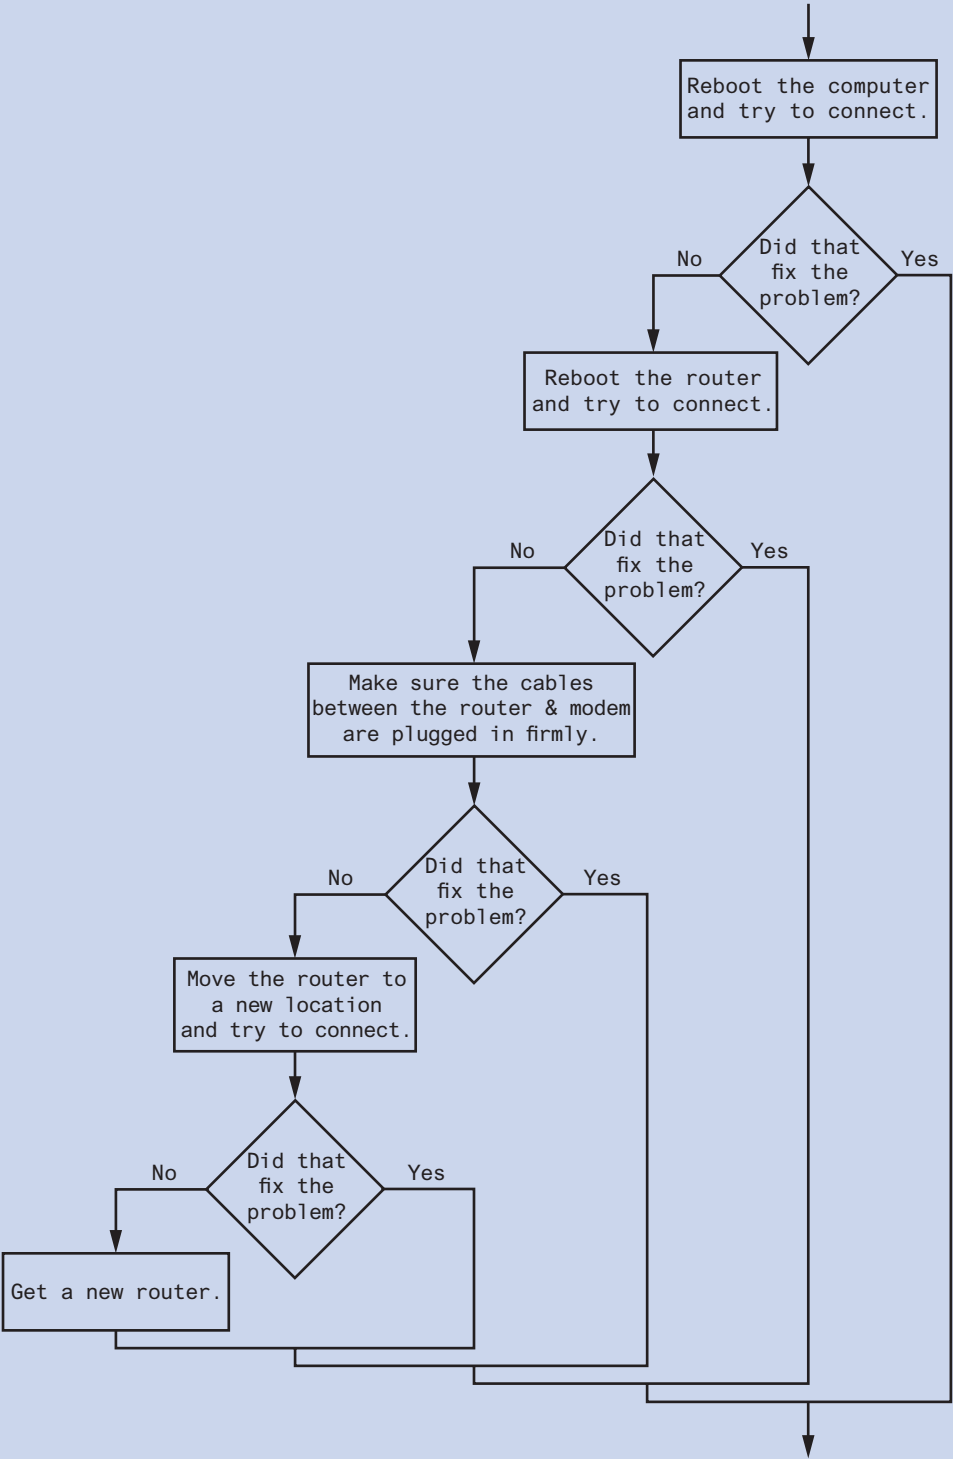 Reboot the computer
and try to connect.
Did that
fix the
problem?
No
Yes
Reboot the router
and try to connect.
Did that
fix the
problem?
No
Yes
Make sure the cables
between the router & modem
are plugged in firmly.
Did that
fix the
problem?
No
Yes
Move the router to
a new location
and try to connect.
Did that
fix the
problem?
No
Yes
Get a new router.